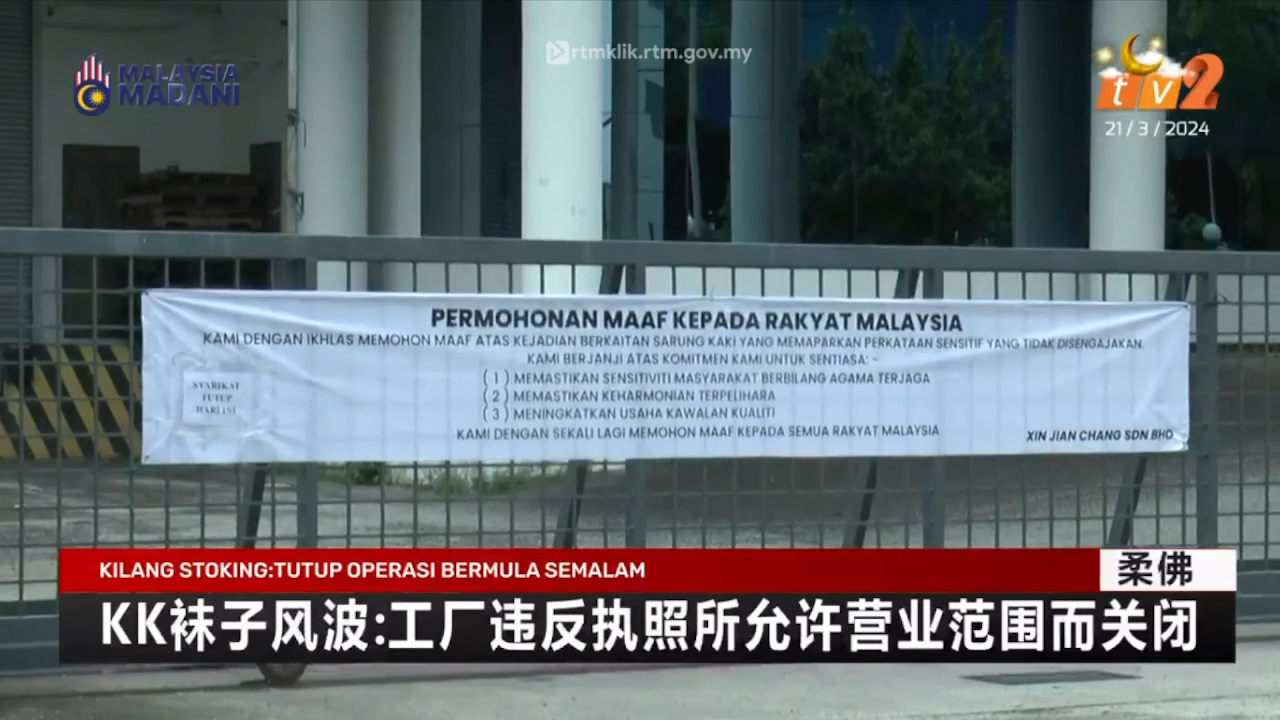 rtmklik.rtm.gov.my
MALAYSIA
MADANI
tv2
21/3/2024
PERMOHONAN MAAF KEPADA RAKYAT MALAYSIA
KAMI DENGAN IKHLAS MEMOHON MAAF ATAS KEJADIAN BERKAITAN SARUNG KAKI YANG MEMAPARKAN PERKATAAN SENSITIF YANG TIDAK DISENGAJAKAN.
KAMI BERJANJI ATAS KOMITMEN KAMI UNTUK SENTIASA: -
( 1 ) MEMASTIKAN SENSITIVITI MASYARAKAT BERBILANG AGAMA TERJAGA
( 2 ) MEMASTIKAN KEHARMONIAN TERPELIHARA
( 3 ) MENINGKATKAN USAHA KAWALAN KUALITI
KAMI DENGAN SEKALI LAGI MEMOHON MAAF KEPADA SEMUA RAKYAT MALAYSIA
XIN JIAN CHANG SDN BHD
SYARIKAT
TUTUP
HARI INI
KILANG STOKING:TUTUP OPERASI BERMULA SEMALAM
柔佛
KK袜子风波:工厂违反执照所允许营业范围而关闭